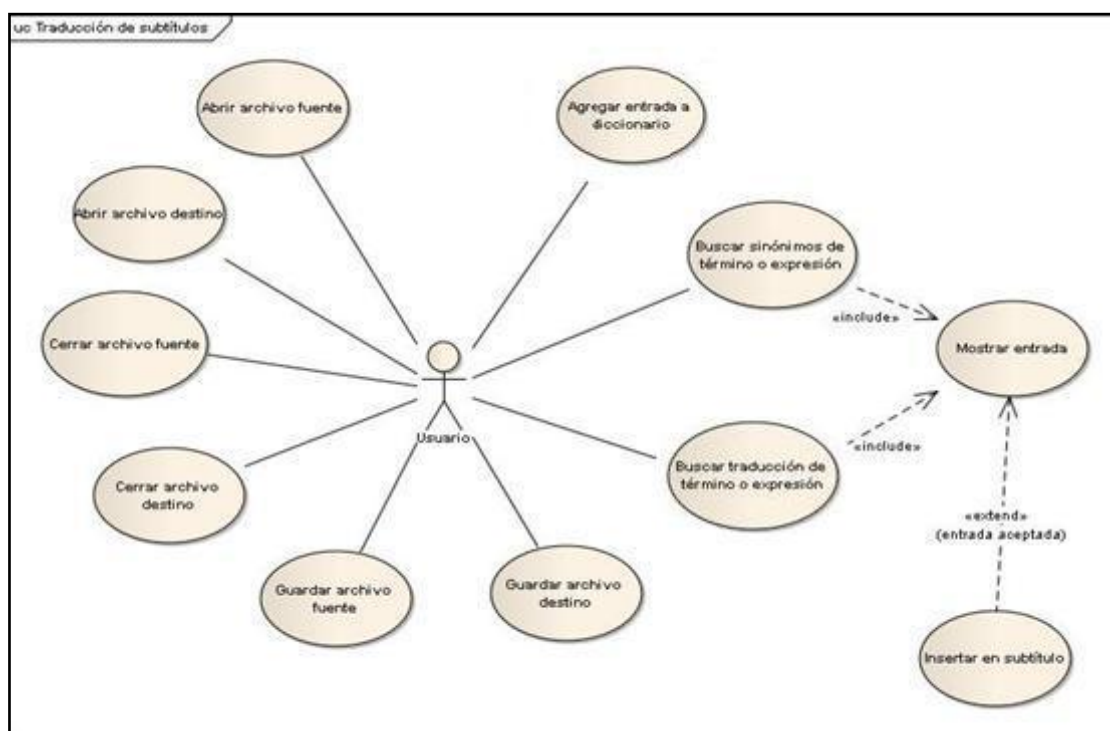 uc Traducción de subtítulos
Abrir archivo fuente
Agregar entrada a
diccionario
Abrir archivo destino
Buscar sinónimos de
término o expresión
«include»
Cerrar archivo fuente
Mostrar entrada
Usuario
«include»
Buscar traducción de
término o expresión
Cerrar archivo
destino
«extend»
(entrada aceptada)
Guardar archivo
fuente
Guardar archivo
destino
Insertar en subtítulo